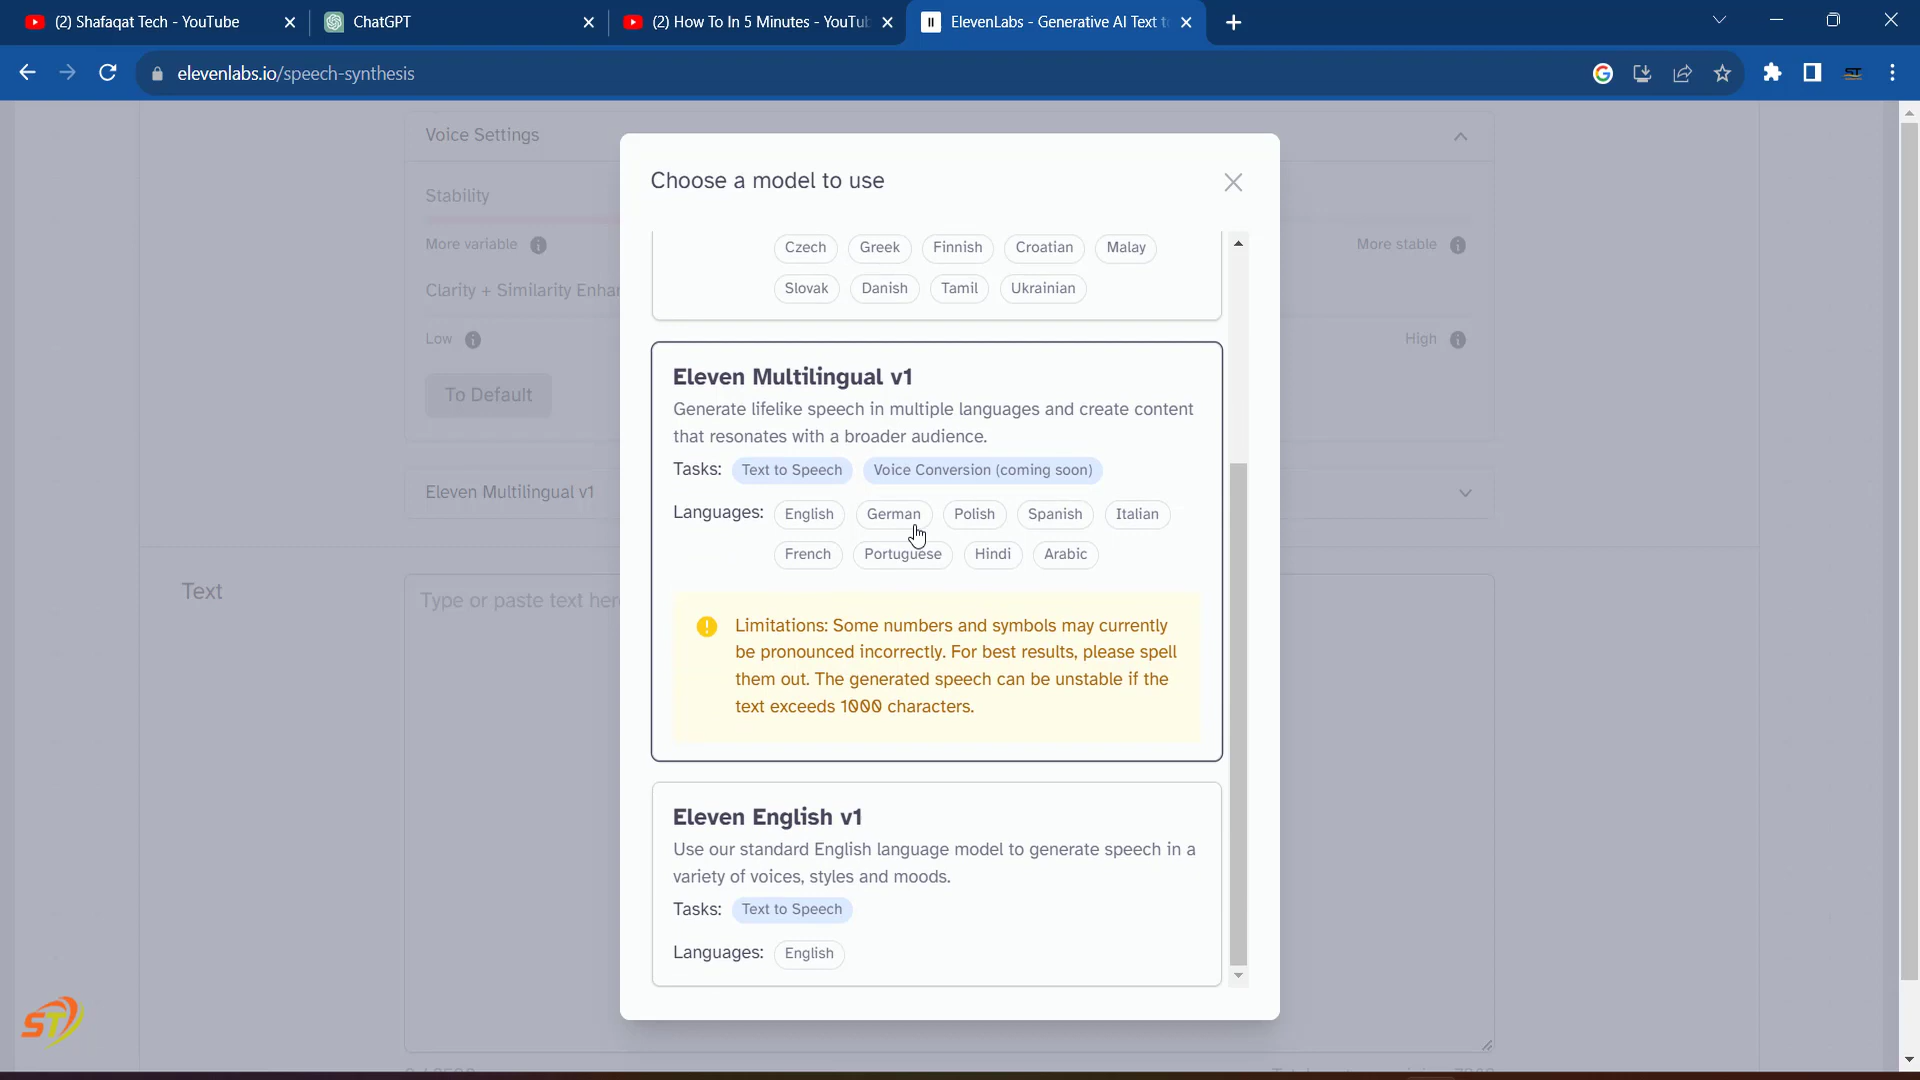 (2) Shafaqat Tech - YouTube
ChatGPT
(2) How To In 5 Minutes - YouTu
ElevenLabs - Generative AI Text to
elevenlabs.io/speech-synthesis
ST
Voice Settings
Choose a model to use
Stability
More variable
More stable
Czech Greek Finnish Croatian Malay
Slovak Danish Tamil Ukrainian
Clarity + Similarity Enhan
Low
High
To Default
Eleven Multilingual v1
Generate lifelike speech in multiple languages and create content
that resonates with a broader audience.
Tasks: Text to Speech Voice Conversion (coming soon)
Eleven Multilingual v1
Languages: English German Polish Spanish Italian
French Portuguese Hindi Arabic
Text
Type or paste text here
Limitations: Some numbers and symbols may currently
be pronounced incorrectly. For best results, please spell
them out. The generated speech can be unstable if the
text exceeds 1000 characters.
Eleven English v1
Use our standard English language model to generate speech in a
variety of voices, styles and moods.
Tasks: Text to Speech
Languages: English
ST